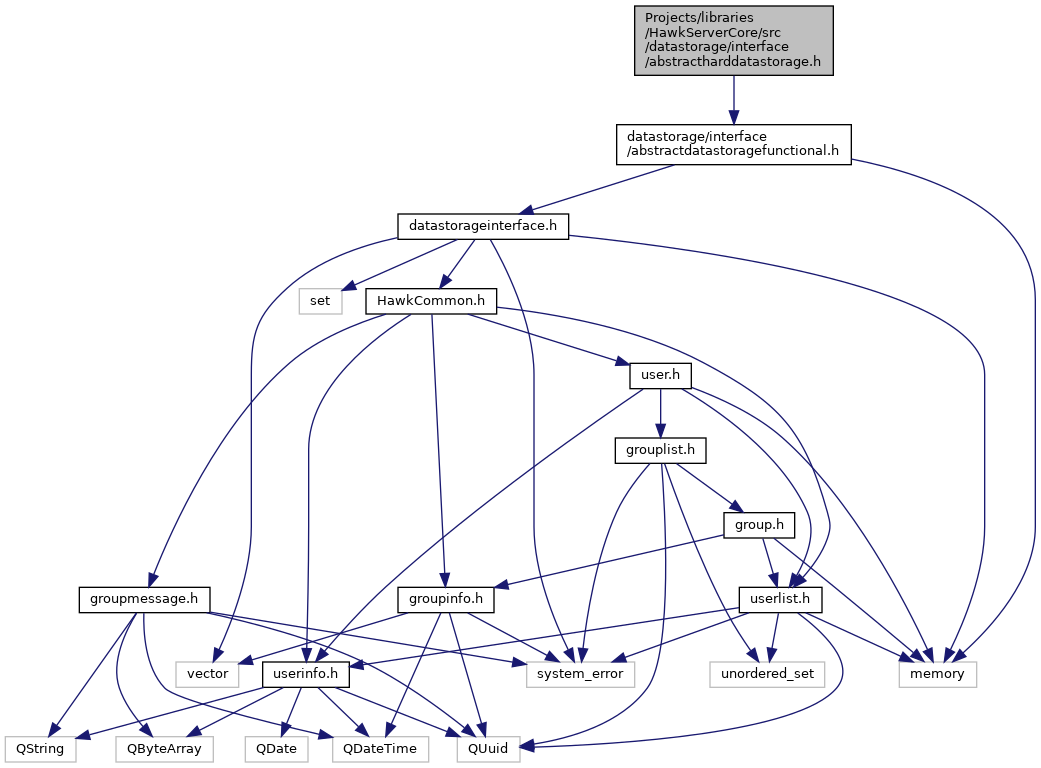 Projects/libraries
/HawkServerCore/src
/datastorage/interface
/abstractharddatastorage.h
datastorage/interface
/abstractdatastoragefunctional.h
datastorageinterface.h
set
HawkCommon.h
user.h
grouplist.h
group.h
groupmessage.h
groupinfo.h
userlist.h
vector
userinfo.h
system_error
unordered_set
memory
QString
QByteArray
QDate
QDateTime
QUuid